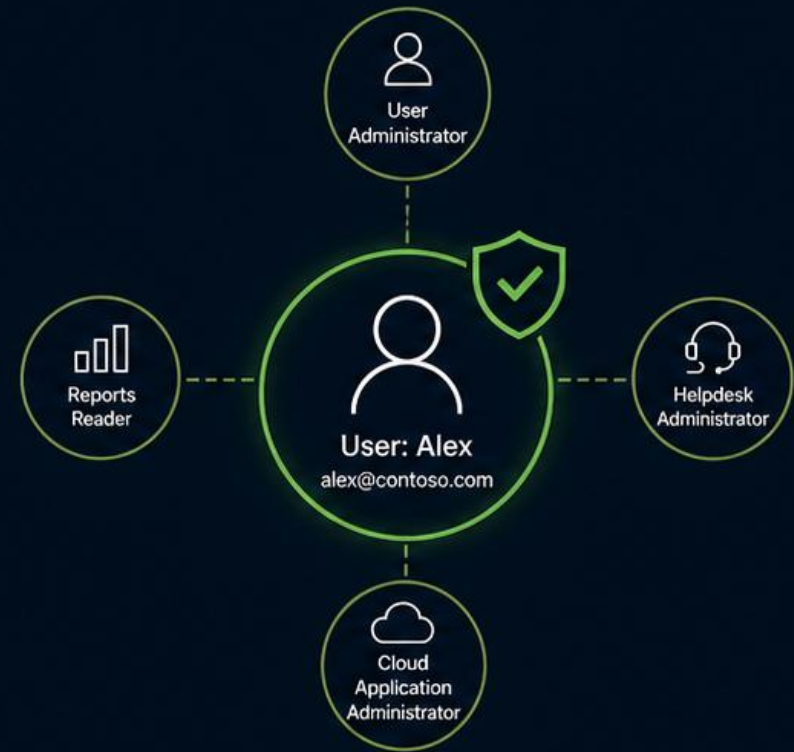 User
Administrator
Reports
Reader
User: Alex
alex@contoso.com
Helpdesk
Administrator
Cloud
Application
Administrator